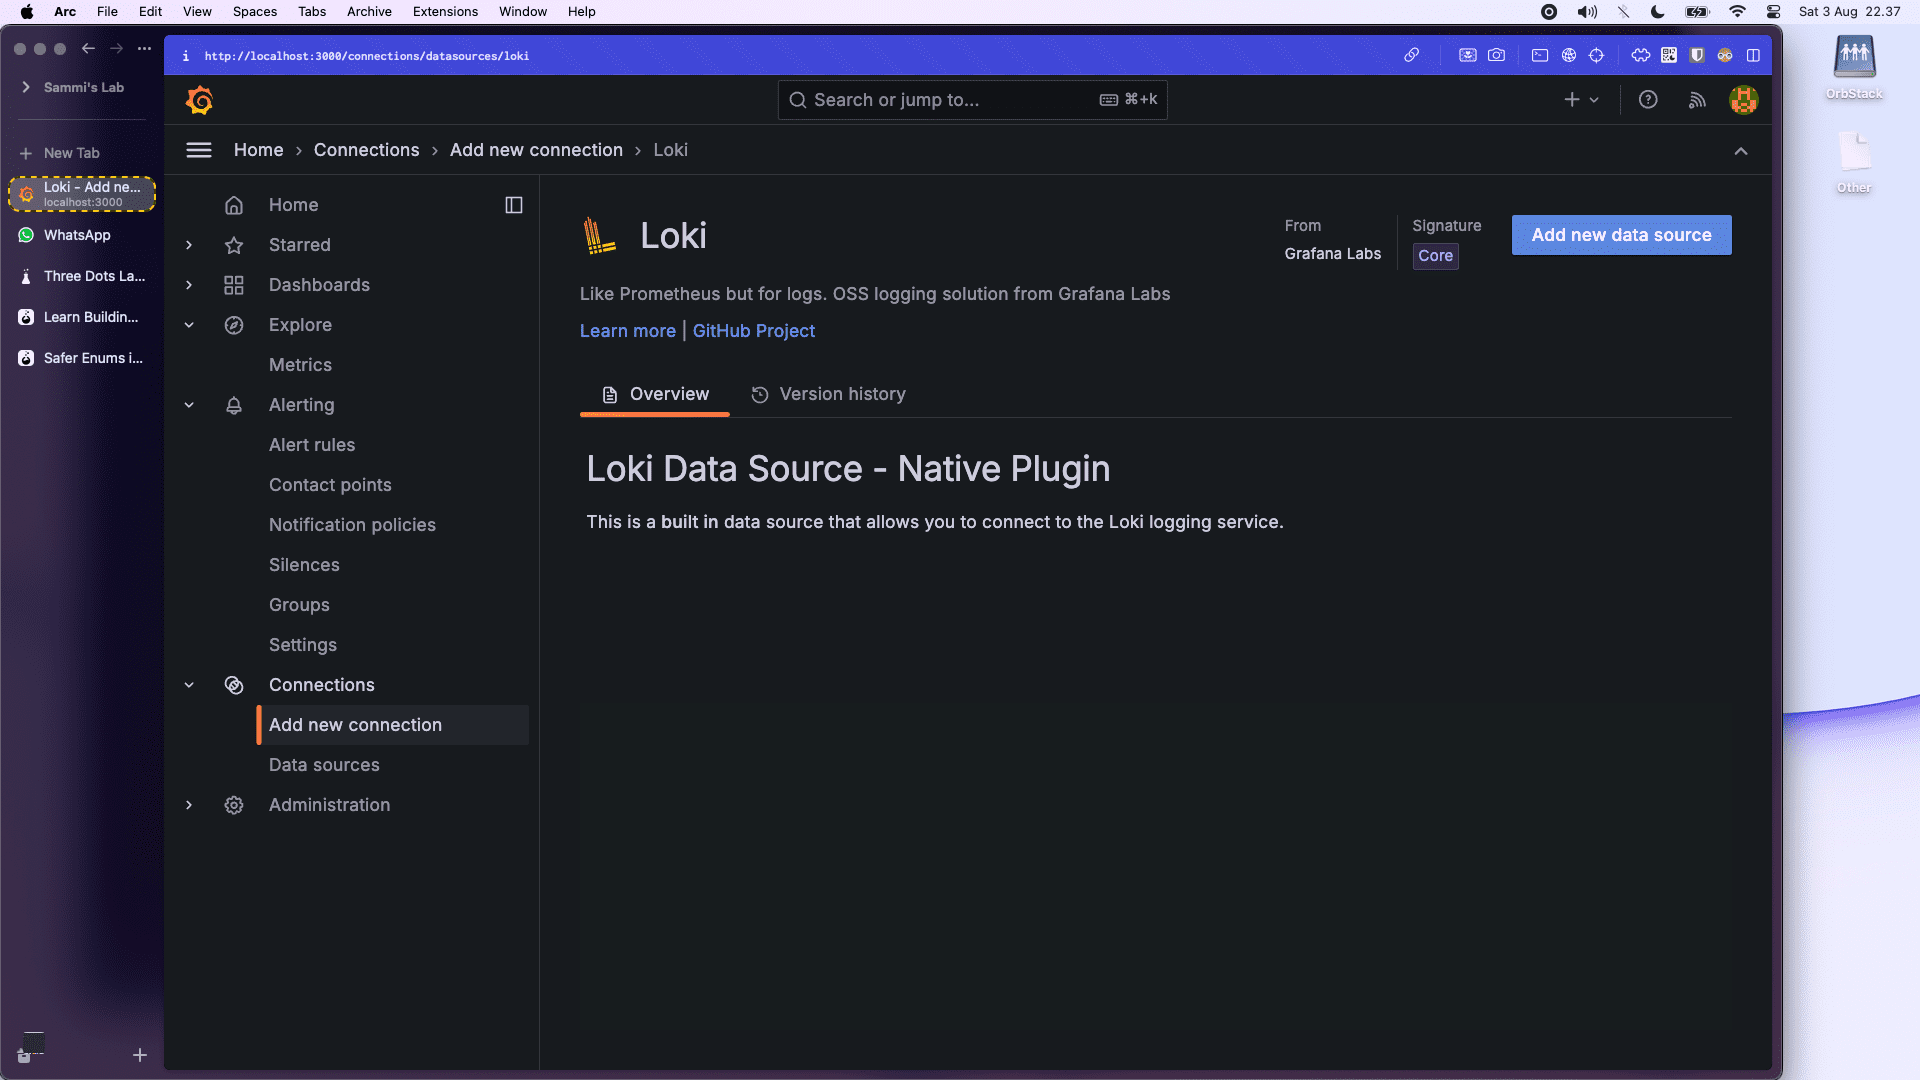 Arc File Edit View Spaces Tabs Archive Extensions Window Help
Sat 3 Aug 22.37
http://localhost:3000/connections/datasources/loki
Sammi's Lab
New Tab
Loki - Add ne...
localhost:3000
WhatsApp
Three Dots La...
Learn Buildin...
Safer Enums i...
Search or jump to...
⌘+k
Home › Connections › Add new connection › Loki
Home
Starred
Dashboards
Explore
Metrics
Alerting
Alert rules
Contact points
Notification policies
Silences
Groups
Settings
Connections
Add new connection
Data sources
Administration
Loki
From
Grafana Labs
Signature
Core
Add new data source
Like Prometheus but for logs. OSS logging solution from Grafana Labs
Learn more | GitHub Project
Overview
Version history
Loki Data Source - Native Plugin
This is a built in data source that allows you to connect to the Loki logging service.
OrbStack
Other